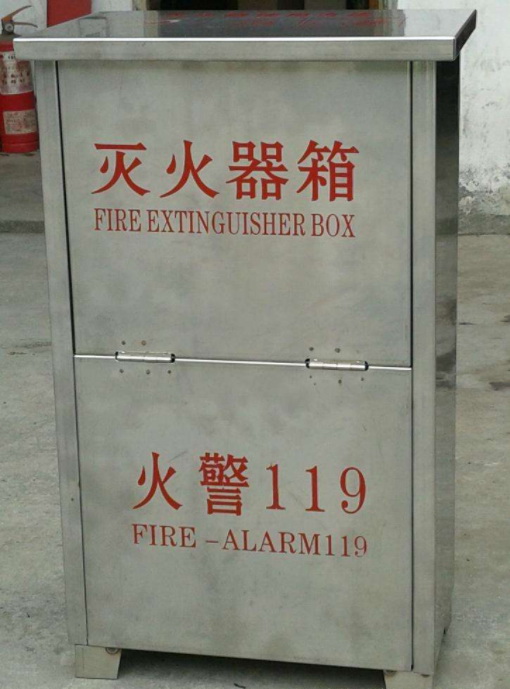 灭火器箱
FIRE EXTINGUISHER BOX
火警119
FIRE -ALARM119